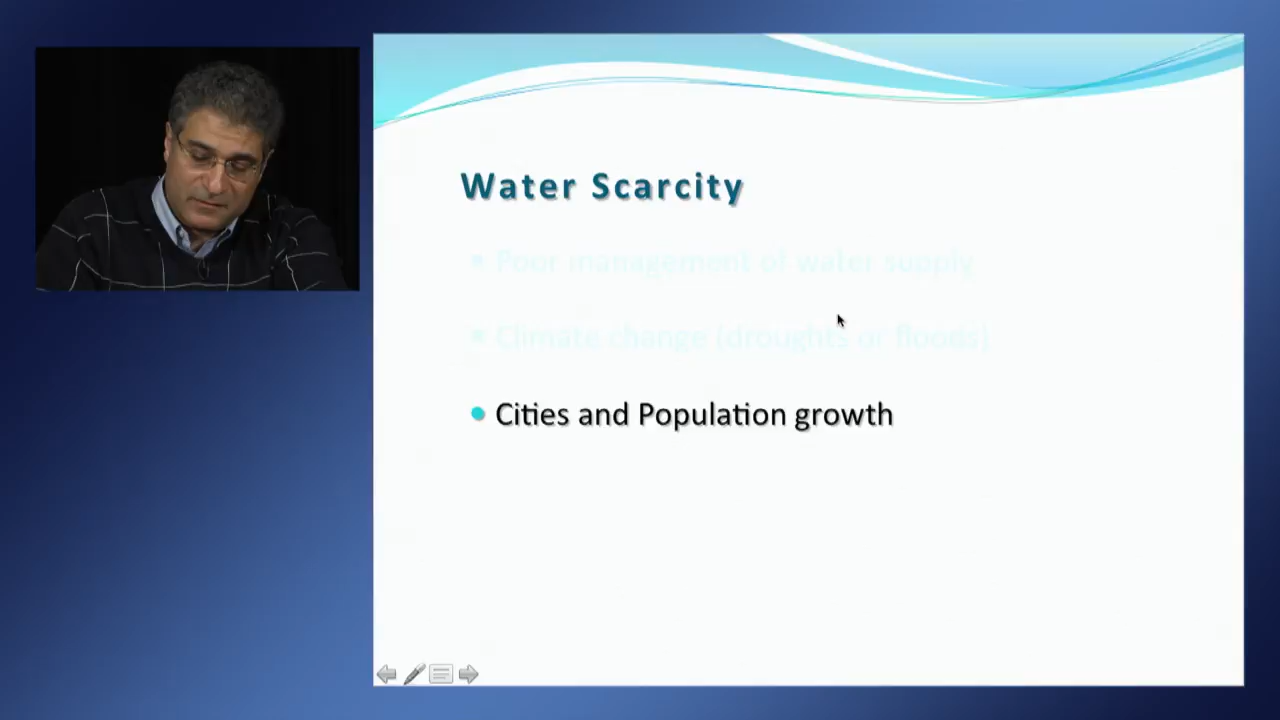 Water Scarcity
• Poor management of water supply
• Climate change (droughts or floods)
• Cities and Population growth